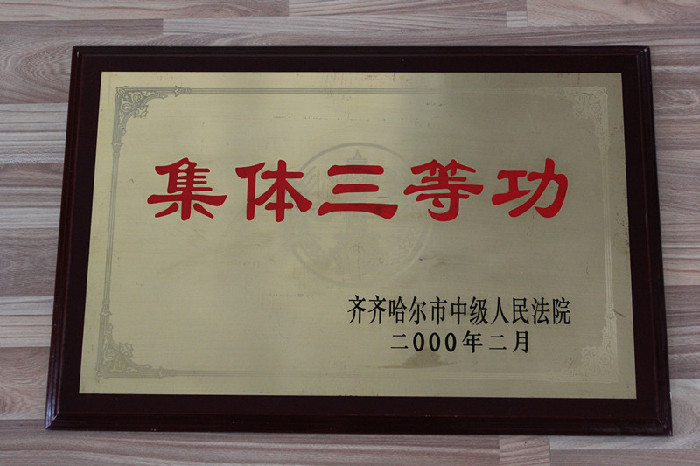 集体三等功
齐齐哈尔市中级人民法院
二000年二月